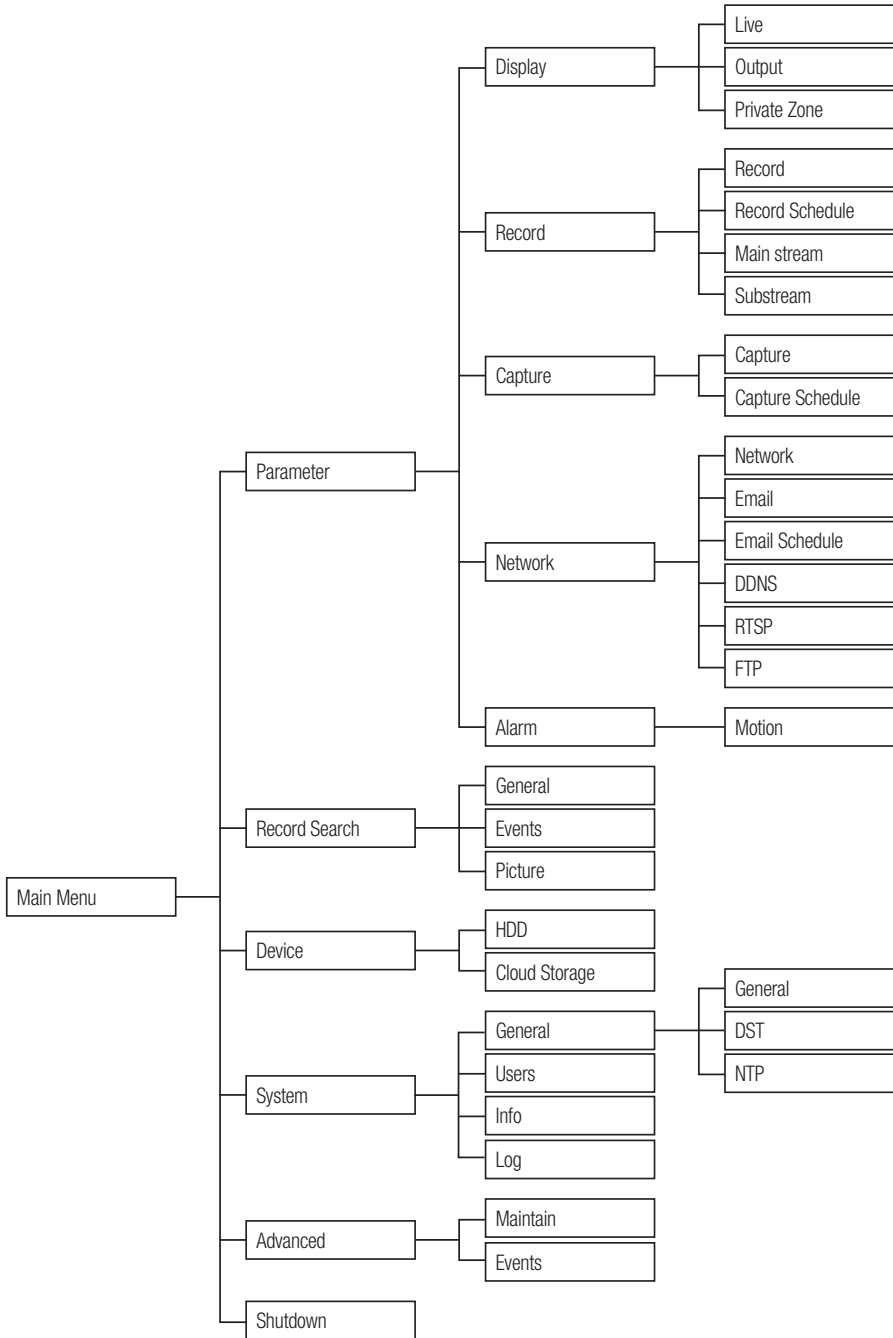 Live
Display
Output
Private Zone
Record
Record
Record Schedule
Main stream
Substream
Capture
Capture
Capture Schedule
Parameter
Network
Network
Email
Email Schedule
DDNS
RTSP
FTP
Alarm
Motion
Record Search
General
Events
Picture
Main Menu
Device
HDD
Cloud Storage
System
General
General
DST
NTP
Users
Info
Log
Advanced
Maintain
Events
Shutdown